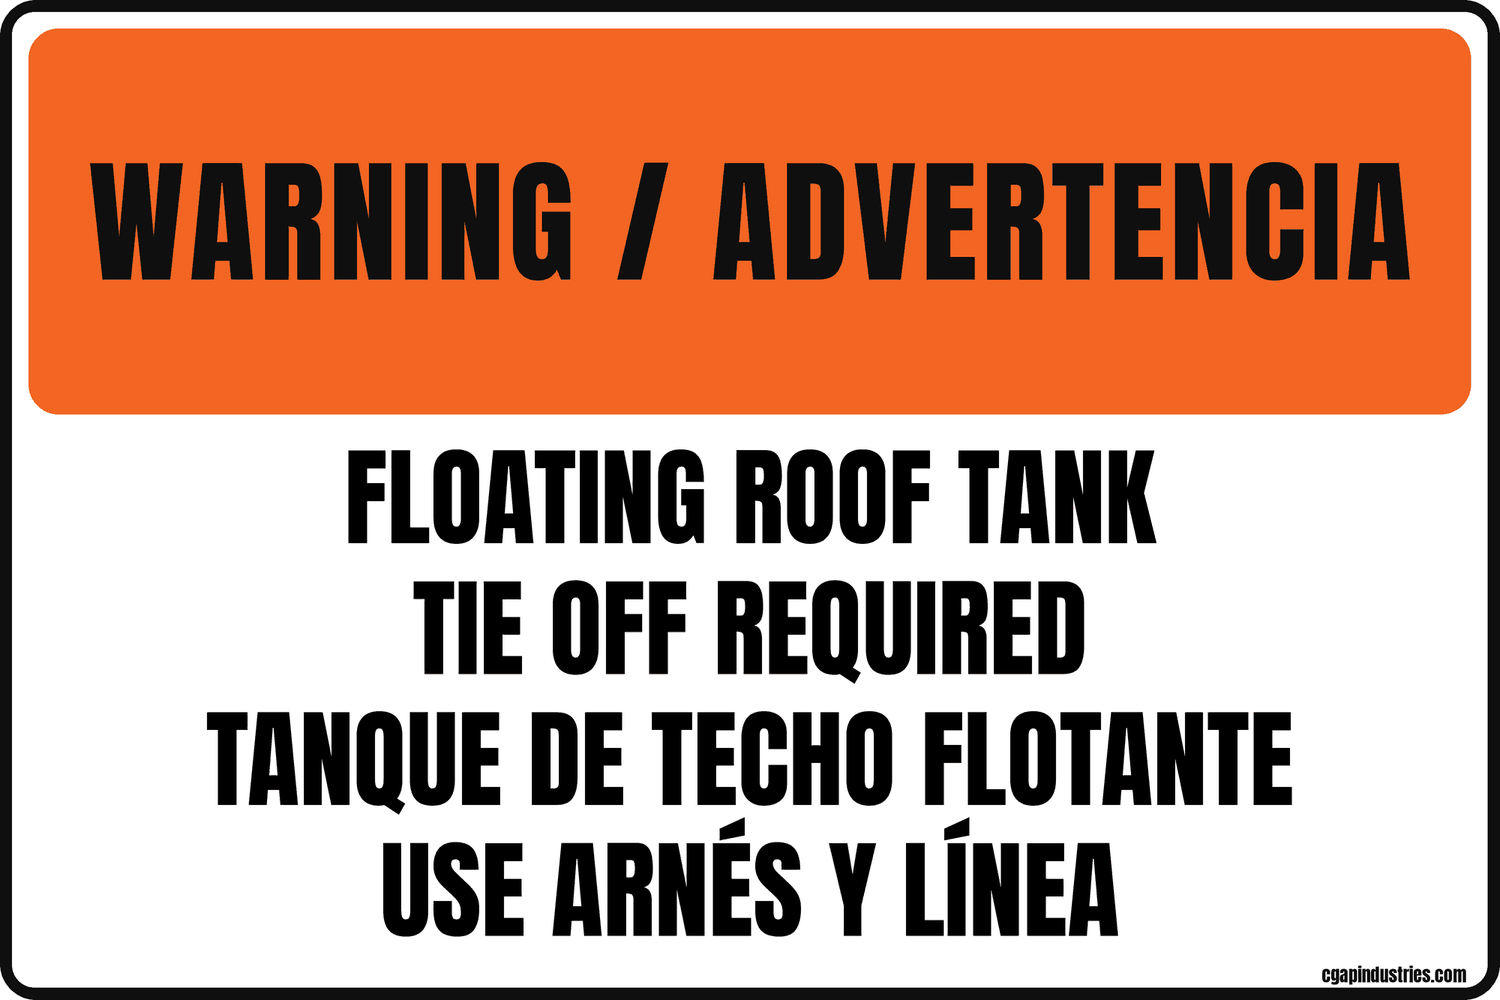 WARNING / ADVERTENCIA
FLOATING ROOF TANK
TIE OFF REQUIRED
TANQUE DE TECHO FLOTANTE
USE ARNÉS Y LÍNEA
cgapindustries.com